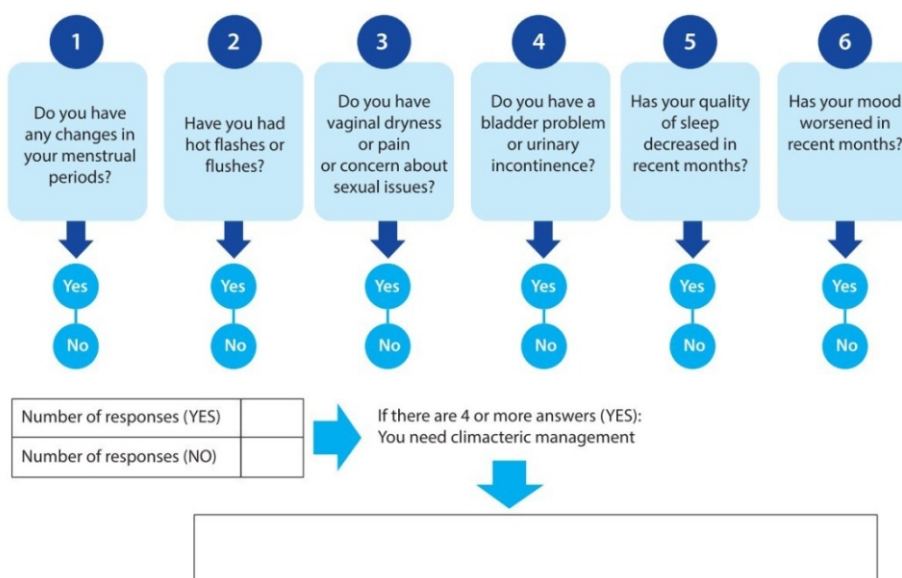 1
Do you have
any changes in
your menstrual
periods?
2
Have you had
hot flashes or
flushes?
3
Do you have
vaginal dryness
or pain
or concern about
sexual issues?
4
Do you have a
bladder problem
or urinary
incontinence?
5
Has your quality
of sleep
decreased in
recent months?
6
Has your mood
worsened in
recent months?
Yes
No
Yes
No
Yes
No
Yes
No
Yes
No
Yes
No
Number of responses (YES)
Number of responses (NO)
If there are 4 or more answers (YES):
You need climacteric management